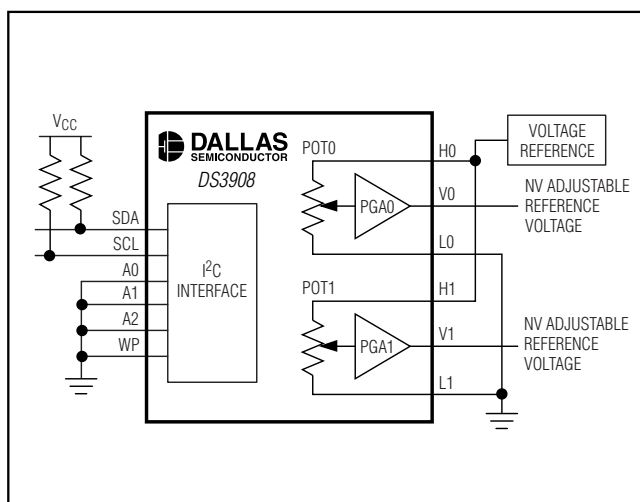 VCC
DALLAS
SEMICONDUCTOR
DS3908
SDA
SCL
A0
A1
A2
WP
I2C
INTERFACE
POT0
PGA0
POT1
PGA1
H0
V0
L0
H1
V1
L1
VOLTAGE
REFERENCE
NV ADJUSTABLE
REFERENCE
VOLTAGE
NV ADJUSTABLE
REFERENCE
VOLTAGE